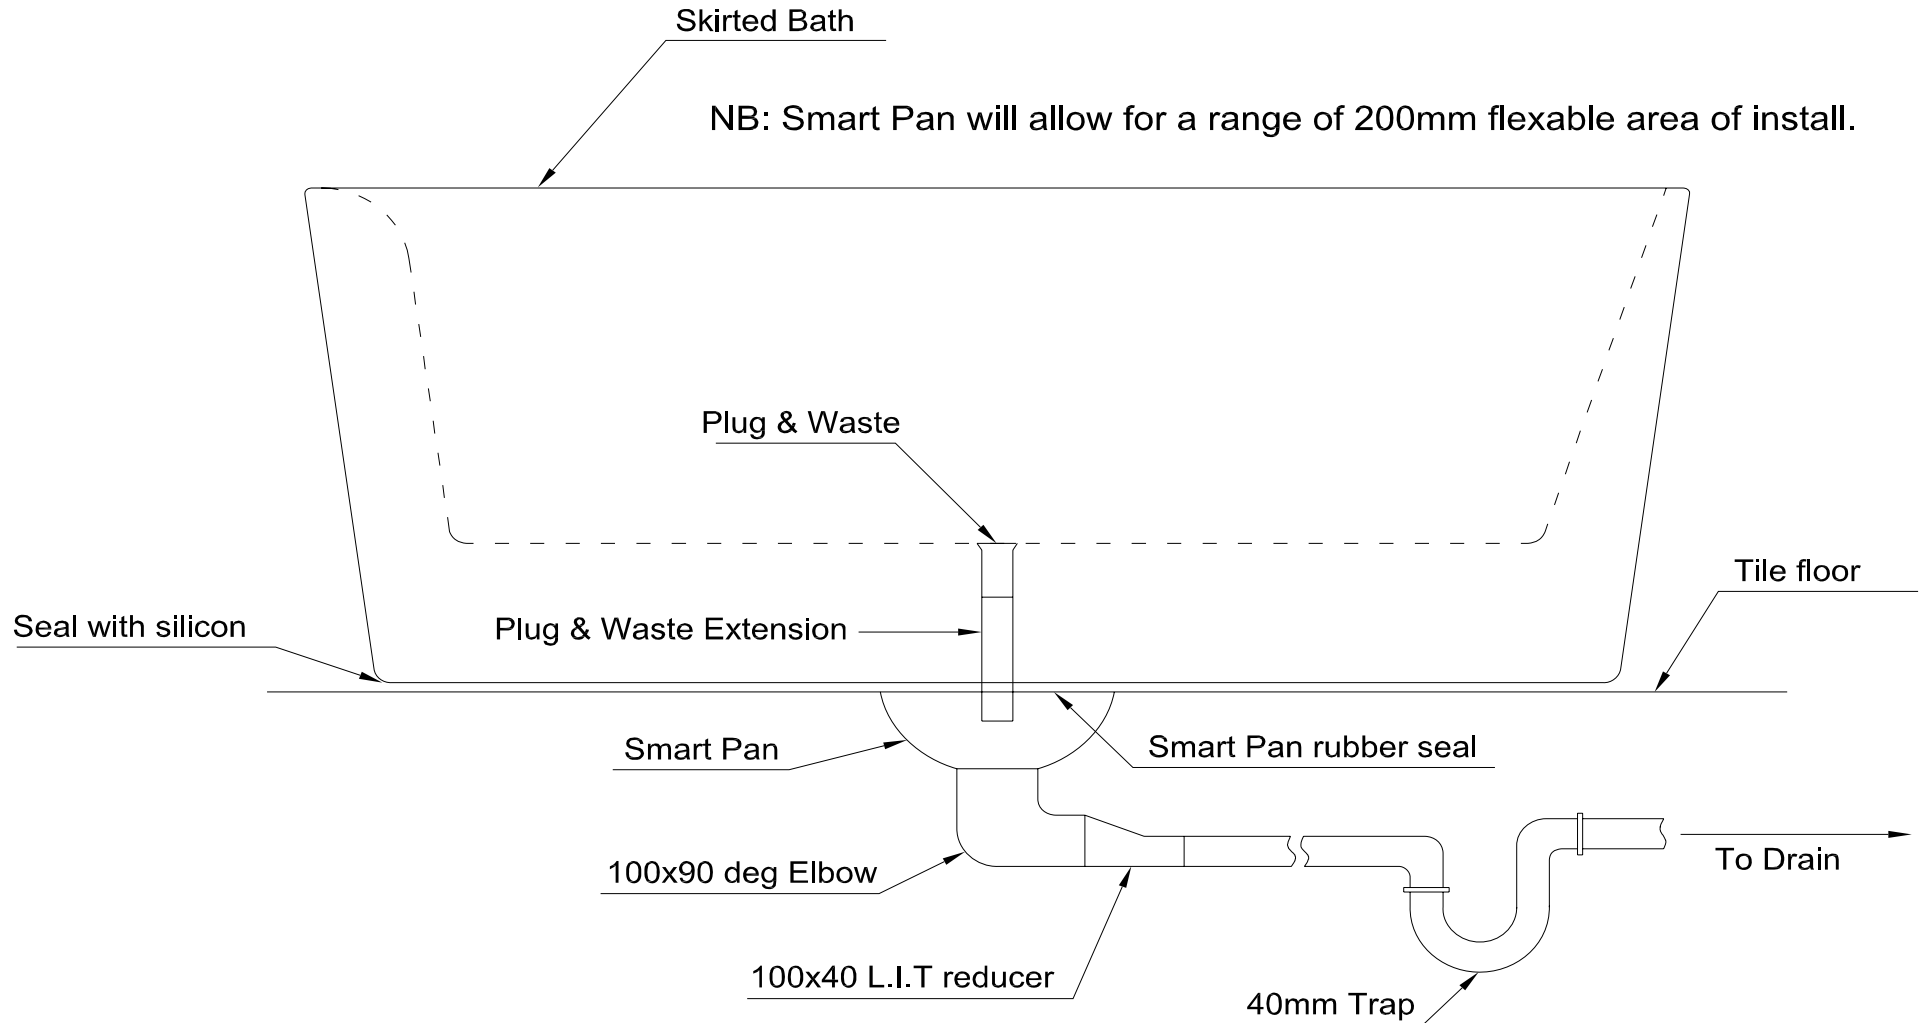 Skirted Bath
NB: Smart Pan will allow for a range of 200mm flexable area of install.
Plug & Waste
Tile floor
Seal with silicon
Plug & Waste Extension
Smart Pan
Smart Pan rubber seal
To Drain
100x90 deg Elbow
100x40 L.I.T reducer
40mm Trap